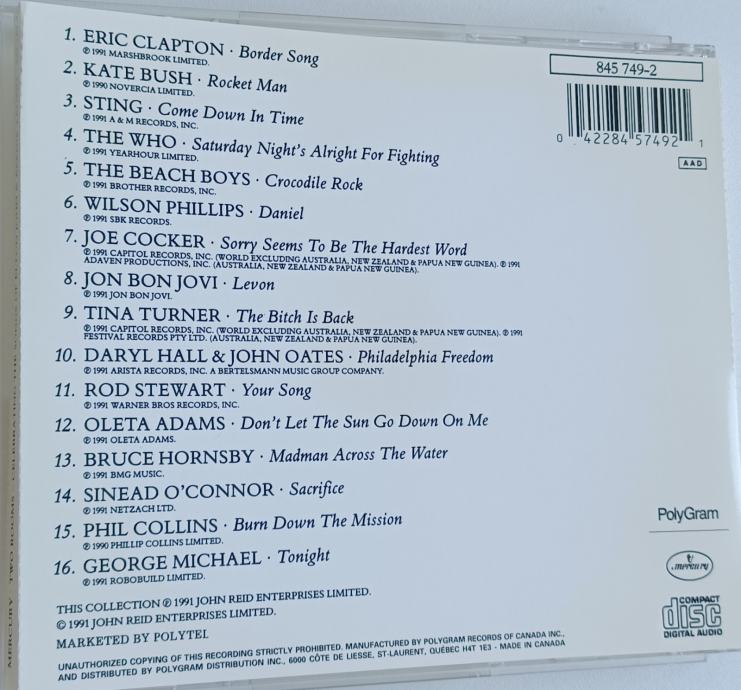 1. ERIC CLAPTON · Border Song
℗ 1991 MARSHBROOK LIMITED.
2. KATE BUSH · Rocket Man
℗ 1990 NOVERCIA LIMITED.
3. STING · Come Down In Time
℗ 1991 A & M RECORDS, INC.
4. THE WHO · Saturday Night's Alright For Fighting
℗ 1991 YEARHOUR LIMITED.
5. THE BEACH BOYS · Crocodile Rock
℗ 1991 BROTHER RECORDS, INC.
6. WILSON PHILLIPS · Daniel
℗ 1991 SBK RECORDS.
7. JOE COCKER · Sorry Seems To Be The Hardest Word
℗ 1991 CAPITOL RECORDS, INC. (WORLD EXCLUDING AUSTRALIA, NEW ZEALAND & PAPUA NEW GUINEA). ℗ 1991
ADAVEN PRODUCTIONS, INC. (AUSTRALIA, NEW ZEALAND & PAPUA NEW GUINEA).
8. JON BON JOVI · Levon
℗ 1991 JON BON JOVI.
9. TINA TURNER · The Bitch Is Back
℗ 1991 CAPITOL RECORDS, INC. (WORLD EXCLUDING AUSTRALIA, NEW ZEALAND & PAPUA NEW GUINEA). ℗ 1991
FESTIVAL RECORDS PTY LTD. (AUSTRALIA, NEW ZEALAND & PAPUA NEW GUINEA).
10. DARYL HALL & JOHN OATES · Philadelphia Freedom
℗ 1991 ARISTA RECORDS, INC. A BERTELSMANN MUSIC GROUP COMPANY.
11. ROD STEWART · Your Song
℗ 1991 WARNER BROS RECORDS, INC.
12. OLETA ADAMS · Don't Let The Sun Go Down On Me
℗ 1991 OLETA ADAMS.
13. BRUCE HORNSBY · Madman Across The Water
℗ 1991 BMG MUSIC.
14. SINEAD O'CONNOR · Sacrifice
℗ 1991 NETZACH LTD.
15. PHIL COLLINS · Burn Down The Mission
℗ 1990 PHILLIP COLLINS LIMITED.
16. GEORGE MICHAEL · Tonight
℗ 1991 ROBOBUILD LIMITED.
THIS COLLECTION ℗ 1991 JOHN REID ENTERPRISES LIMITED.
© 1991 JOHN REID ENTERPRISES LIMITED.
MARKETED BY POLYTEL
UNAUTHORIZED COPYING OF THIS RECORDING STRICTLY PROHIBITED. MANUFACTURED BY POLYGRAM RECORDS OF CANADA INC.,
AND DISTRIBUTED BY POLYGRAM DISTRIBUTION INC., 6000 CÔTE DE LIESSE, ST-LAURENT, QUÉBEC H4T 1E3 - MADE IN CANADA
845 749-2
0 42284 57492 1
AAD
PolyGram
mercury
COMPACT
disc
DIGITAL AUDIO
MERCURY TWO ROOMS CELEBRATING THE SONGS OF